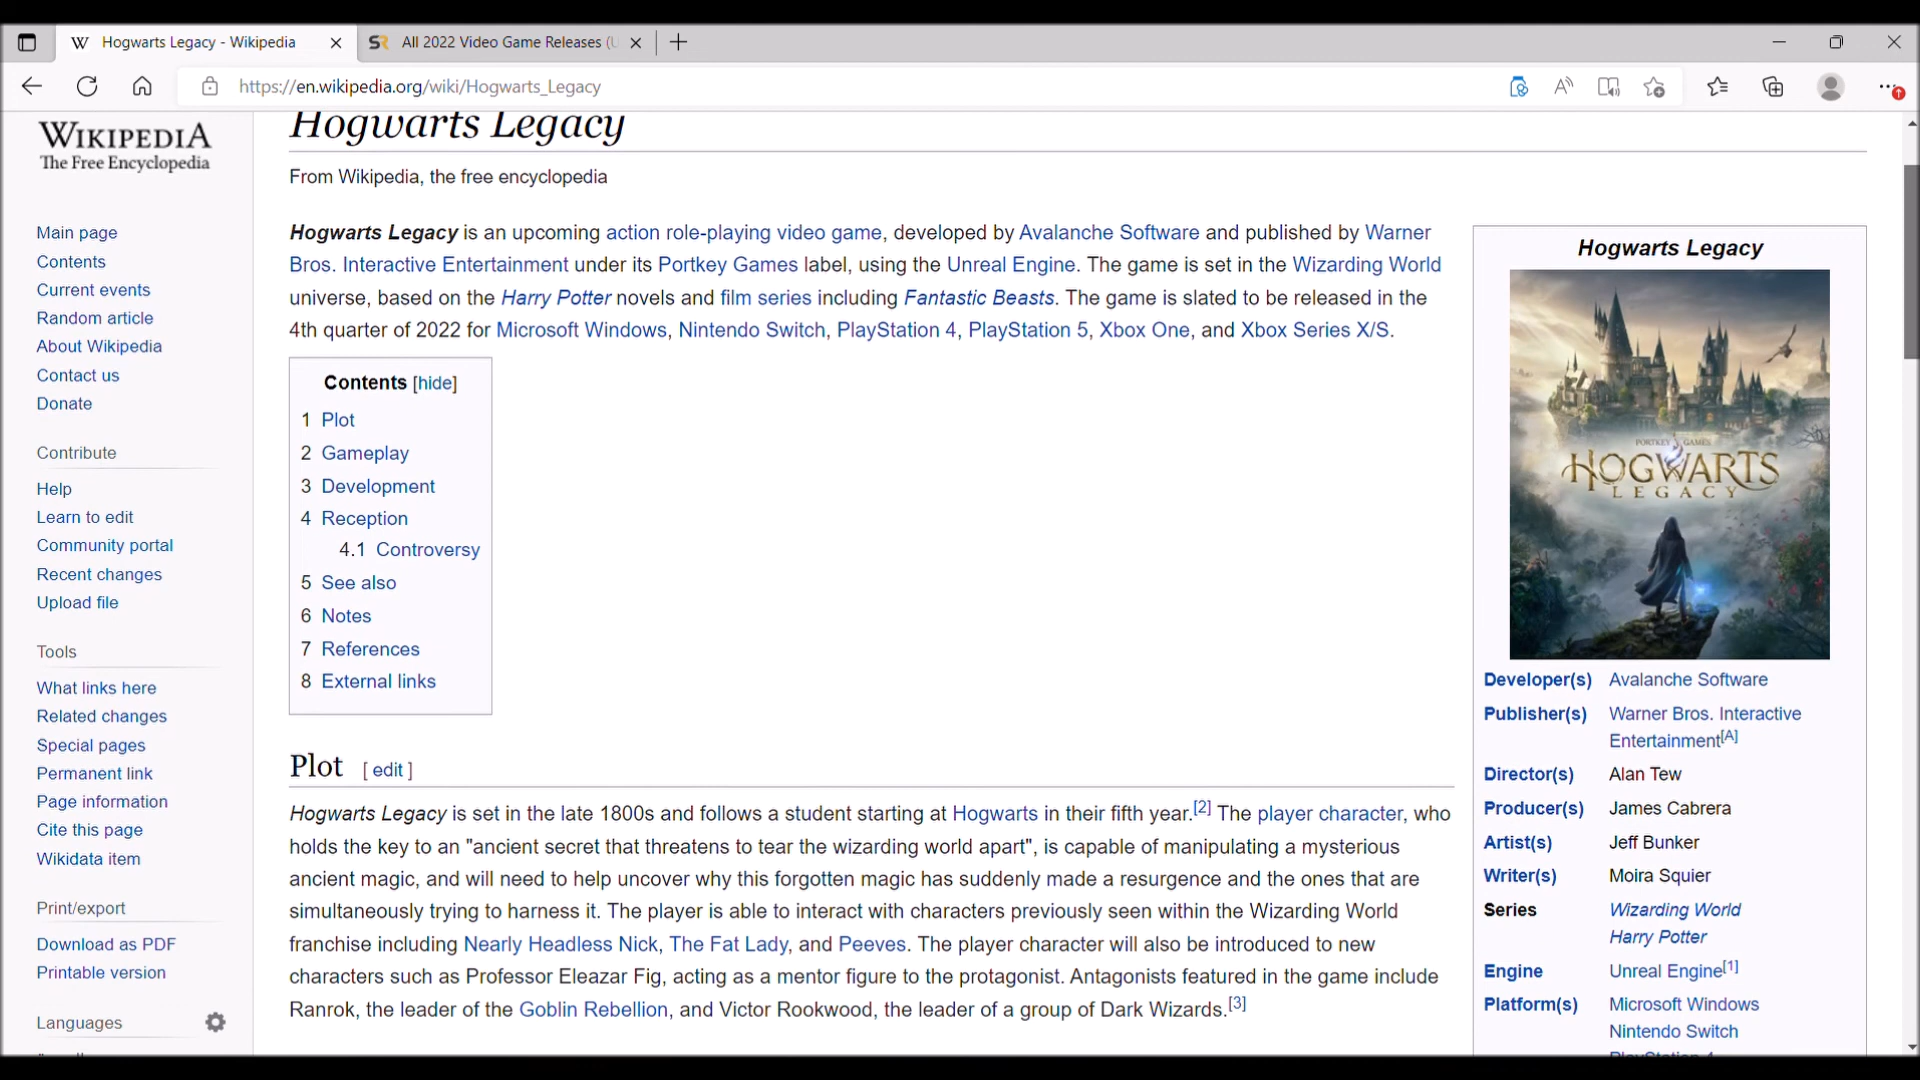 Hogwarts Legacy - Wikipedia
SR All 2022 Video Game Releases (U
https://en.wikipedia.org/wiki/Hogwarts_Legacy
WIKIPEDIA
The Free Encyclopedia
Main page
Contents
Current events
Random article
About Wikipedia
Contact us
Donate
Contribute
Help
Learn to edit
Community portal
Recent changes
Upload file
Tools
What links here
Related changes
Special pages
Permanent link
Page information
Cite this page
Wikidata item
Print/export
Download as PDF
Printable version
Languages
Hogwarts Legacy
From Wikipedia, the free encyclopedia
Hogwarts Legacy is an upcoming action role-playing video game, developed by Avalanche Software and published by Warner
Bros. Interactive Entertainment under its Portkey Games label, using the Unreal Engine. The game is set in the Wizarding World
universe, based on the Harry Potter novels and film series including Fantastic Beasts. The game is slated to be released in the
4th quarter of 2022 for Microsoft Windows, Nintendo Switch, PlayStation 4, PlayStation 5, Xbox One, and Xbox Series X/S.
Contents [hide]
1 Plot
2 Gameplay
3 Development
4 Reception
4.1 Controversy
5 See also
6 Notes
7 References
8 External links
Plot [ edit ]
Hogwarts Legacy is set in the late 1800s and follows a student starting at Hogwarts in their fifth year.[2] The player character, who
holds the key to an "ancient secret that threatens to tear the wizarding world apart", is capable of manipulating a mysterious
ancient magic, and will need to help uncover why this forgotten magic has suddenly made a resurgence and the ones that are
simultaneously trying to harness it. The player is able to interact with characters previously seen within the Wizarding World
franchise including Nearly Headless Nick, The Fat Lady, and Peeves. The player character will also be introduced to new
characters such as Professor Eleazar Fig, acting as a mentor figure to the protagonist. Antagonists featured in the game include
Ranrok, the leader of the Goblin Rebellion, and Victor Rookwood, the leader of a group of Dark Wizards.[3]
Hogwarts Legacy
PORTKEY GAMES
HOGWARTS
LEGACY
Developer(s) Avalanche Software
Publisher(s) Warner Bros. Interactive
Entertainment[A]
Director(s) Alan Tew
Producer(s) James Cabrera
Artist(s) Jeff Bunker
Writer(s) Moira Squier
Series Wizarding World
Harry Potter
Engine Unreal Engine[1]
Platform(s) Microsoft Windows
Nintendo Switch
PlayStation 4